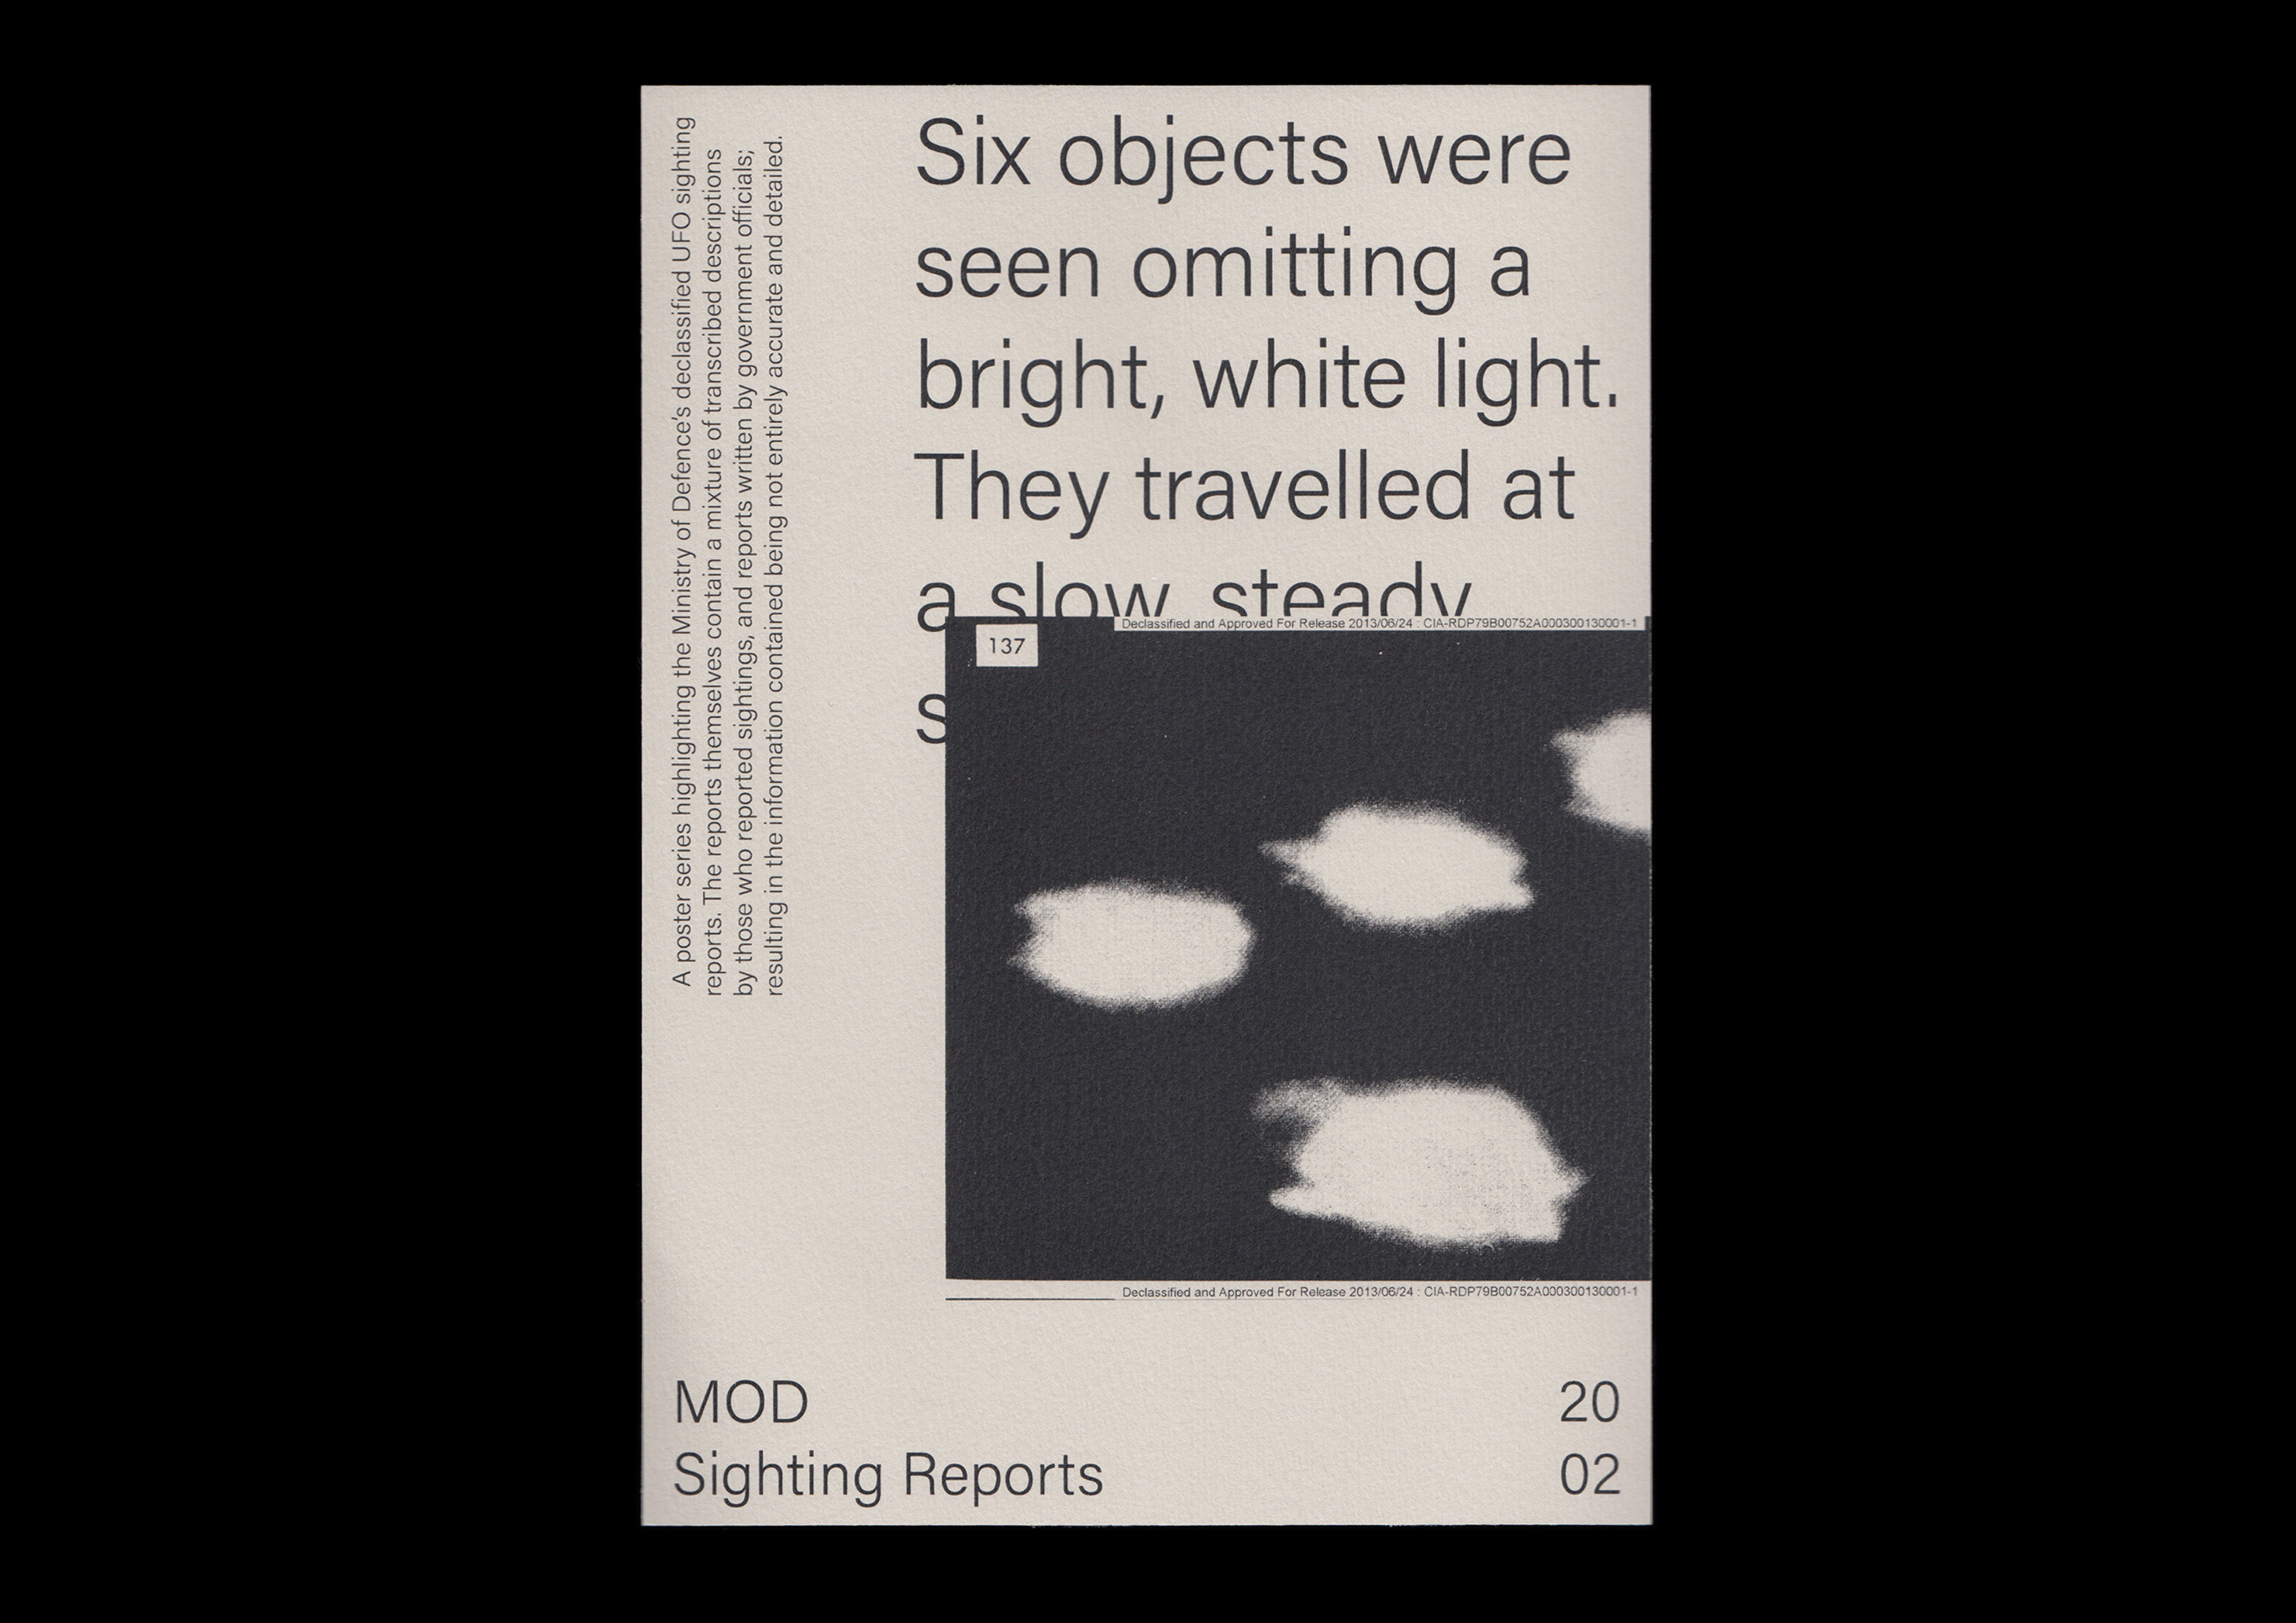 A poster series highlighting the Ministry of Defence's declassified UFO sighting
reports. The reports themselves contain a mixture of transcribed descriptions
by those who reported sightings, and reports written by government officials;
resulting in the information contained being not entirely accurate and detailed.
Six objects were
seen omitting a
bright, white light.
They travelled at
a slow, steady
Declassified and Approved For Release 2013/06/24 : CIA-RDP79B00752A000300130001-1
137
Declassified and Approved For Release 2013/06/24 : CIA-RDP79B00752A000300130001-1
MOD
Sighting Reports
20
02